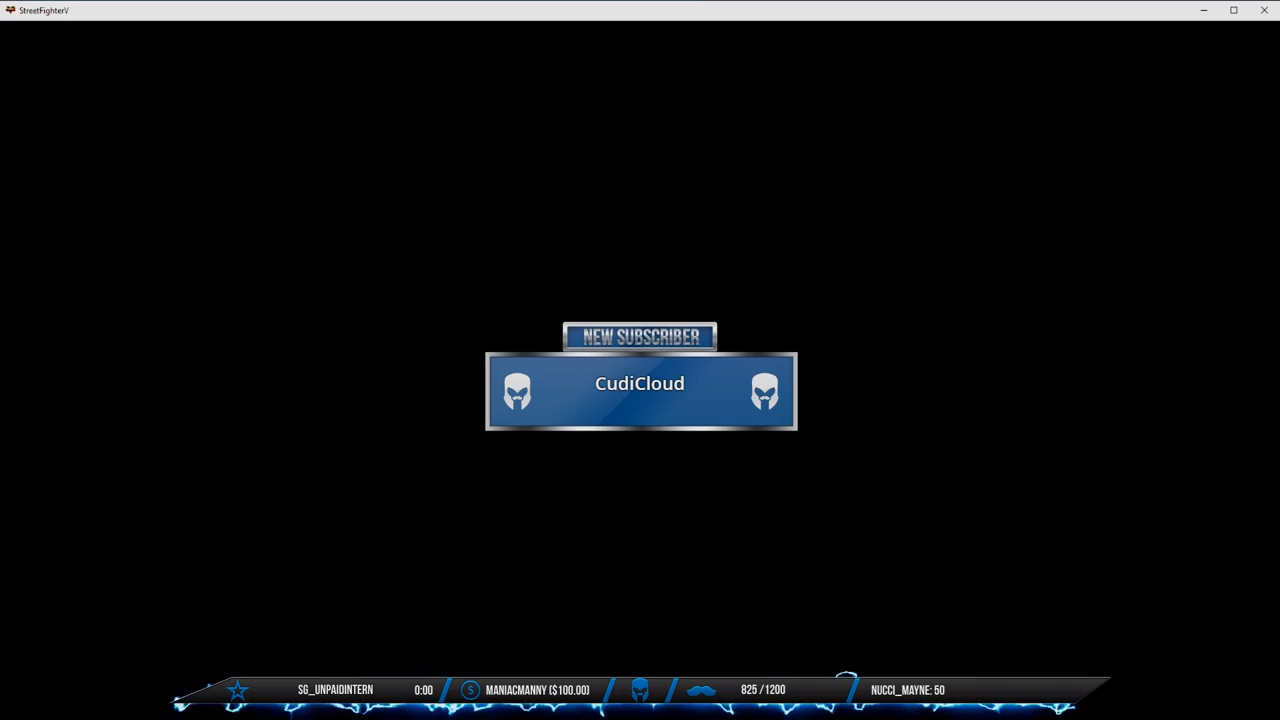 StreetFighterV
NEW SUBSCRIBER
CudiCloud
SG_UNPAIDINTERN 0:00 MANIACMANNY ($100.00) 825 / 1200 NUCCI_MAYNE: 50